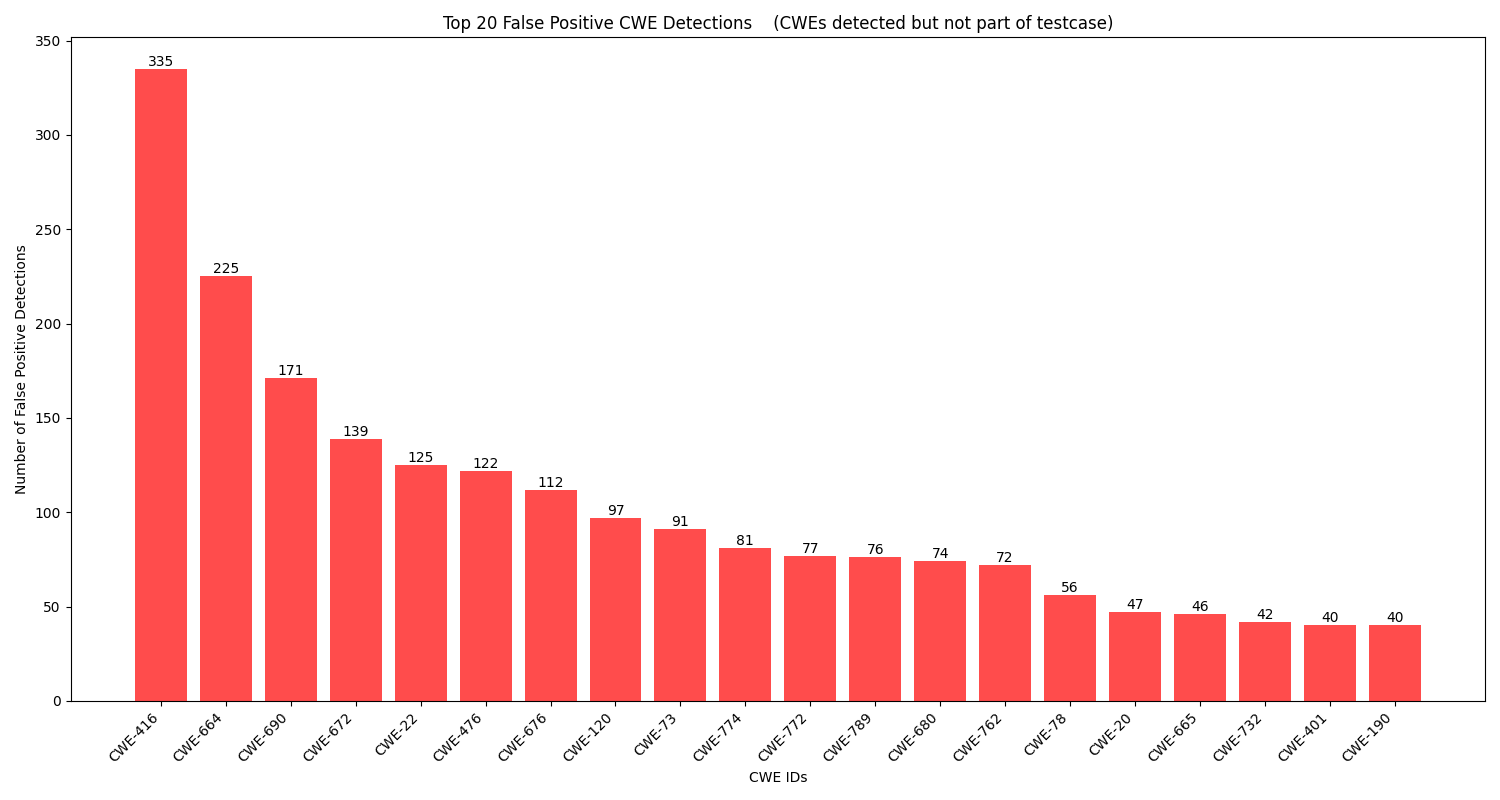 Top 20 False Positive CWE Detections    (CWEs detected but not part of testcase)
350
300
250
200
150
100
50
0
Number of False Positive Detections
335
225
171
139
125
122
112
97
91
81
77
76
74
72
56
47
46
42
40
40
CWE-416
CWE-664
CWE-690
CWE-672
CWE-22
CWE-476
CWE-676
CWE-120
CWE-73
CWE-774
CWE-772
CWE-789
CWE-680
CWE-762
CWE-78
CWE-20
CWE-665
CWE-732
CWE-401
CWE-190
CWE IDs